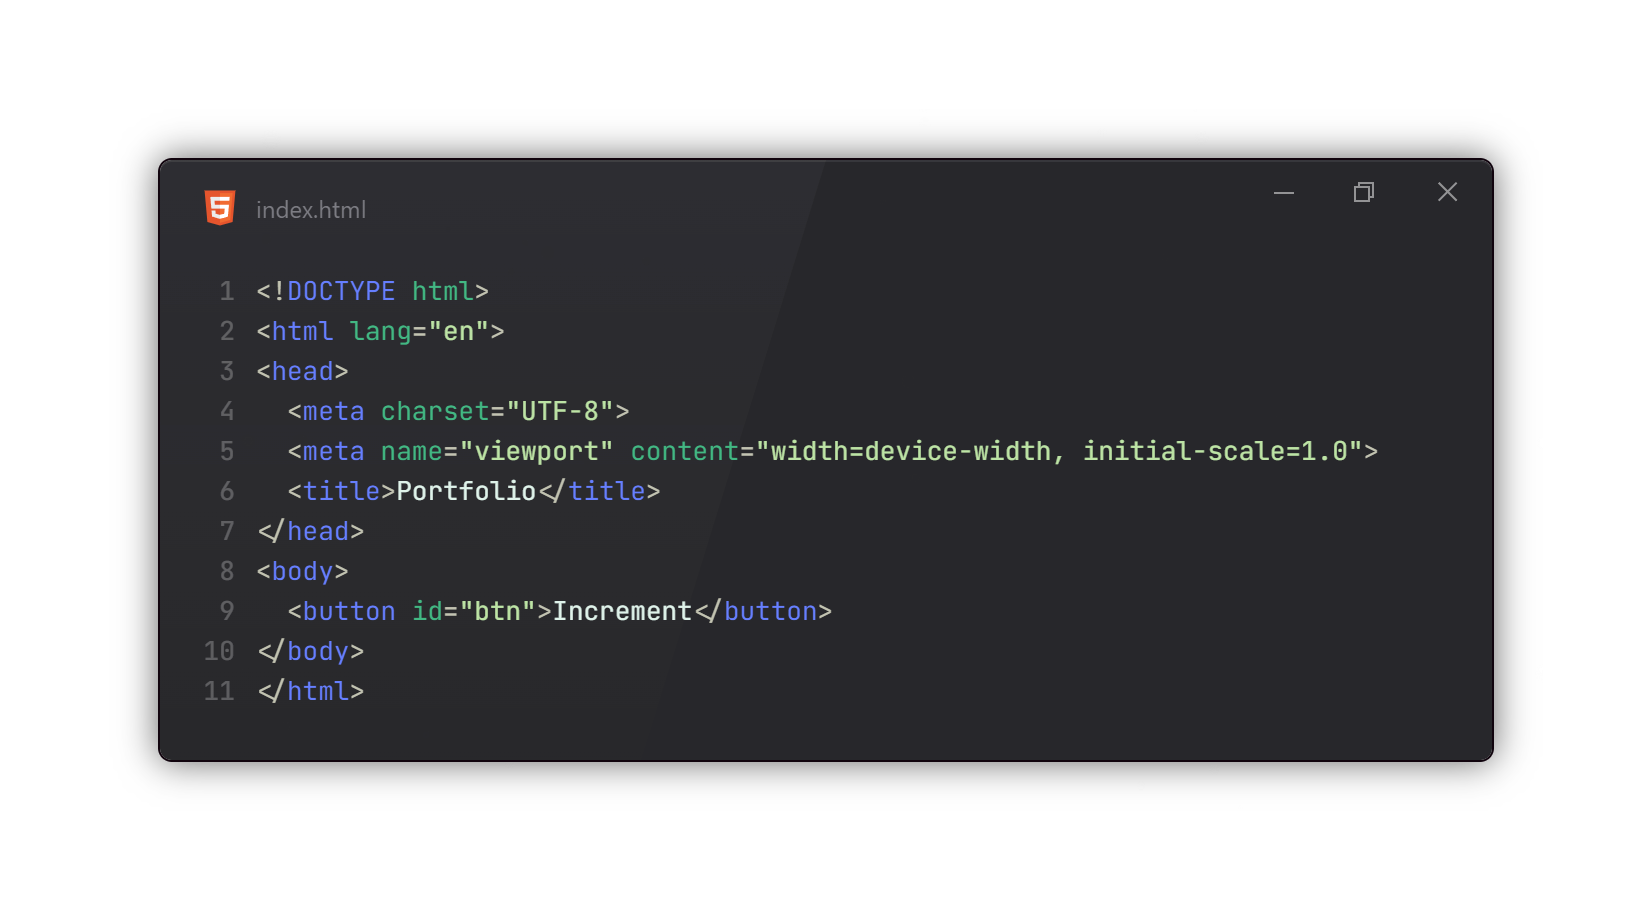 index.html
1 <!DOCTYPE html>
2 <html lang="en">
3 <head>
4   <meta charset="UTF-8">
5   <meta name="viewport" content="width=device-width, initial-scale=1.0">
6   <title>Portfolio</title>
7 </head>
8 <body>
9   <button id="btn">Increment</button>
10 </body>
11 </html>